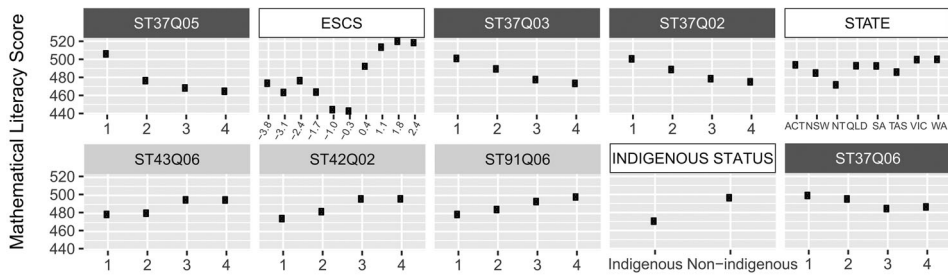 Mathematical Literacy Score
ST37Q05 ESCS ST37Q03 ST37Q02 STATE
520
500
480
460
440
1 2 3 4 −3.8 −3.1 −2.4 −1.7 −1.0 −0.3 0.4 1.1 1.8 2.4 1 2 3 4 1 2 3 4 ACT NSW NT QLD SA TAS VIC WA
ST43Q06 ST42Q02 ST91Q06 INDIGENOUS STATUS ST37Q06
520
500
480
460
440
1 2 3 4 1 2 3 4 1 2 3 4 Indigenous Non-indigenous 1 2 3 4